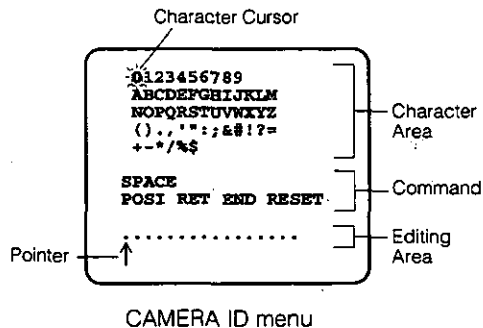 Character Cursor
0123456789
ABCDEFGHIJKLM
NOPQRSTUVWXYZ
().,'":;&#!?=
+-*/%$
Character
Area
SPACE
POSI RET END RESET
Command
................
Editing
Area
Pointer
CAMERA ID menu